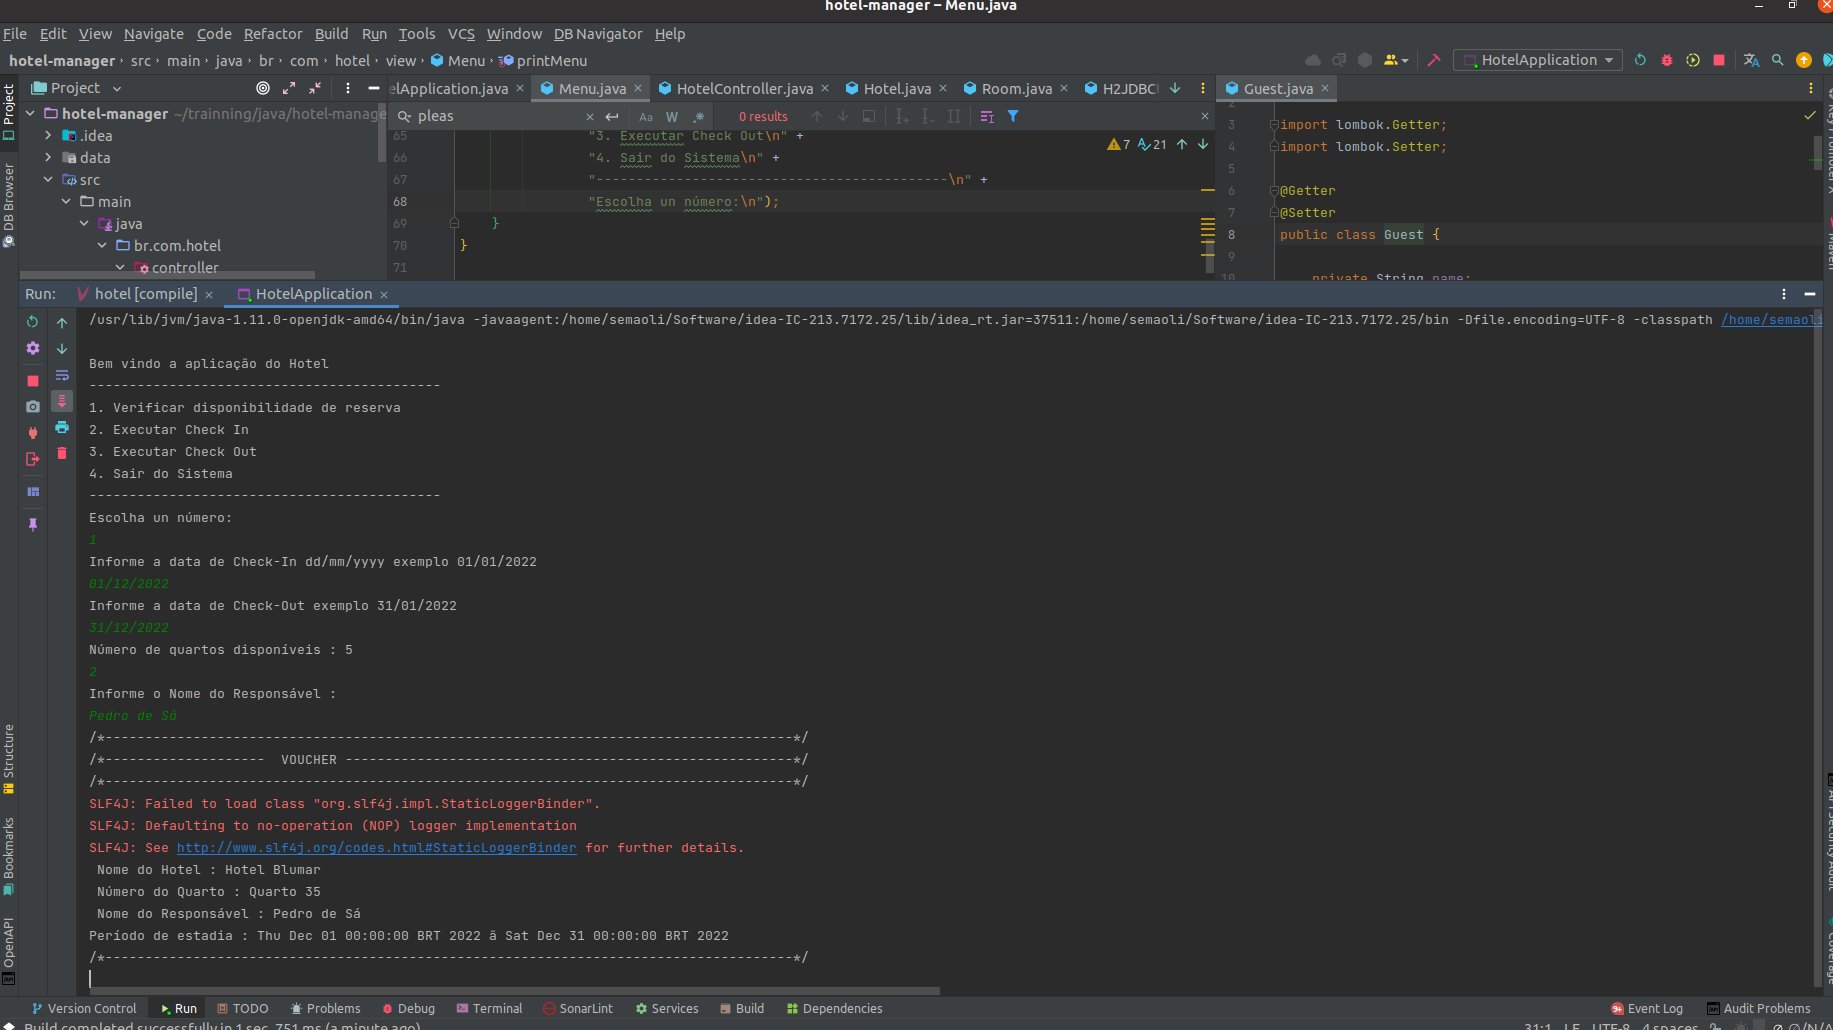 hotel-manager – Menu.java
File Edit View Navigate Code Refactor Build Run Tools VCS Window DB Navigator Help
hotel-manager › src › main › java › br › com › hotel › view › Menu › printMenu
HotelApplication
Project
hotel-manager ~/trainning/java/hotel-manage
.idea
data
src
main
java
br.com.hotel
controller
elApplication.java × Menu.java × HotelController.java × Hotel.java × Room.java × H2JDBC
pleas
Aa W .* 0 results
7 21
65 "3. Executar Check Out\n" +
66 "4. Sair do Sistema\n" +
67 "--------------------------------------------\n" +
68 "Escolha un número:\n");
69 }
70 }
71
Guest.java ×
2
3 import lombok.Getter;
4 import lombok.Setter;
5
6 @Getter
7 @Setter
8 public class Guest {
9
10 private String name;
Run: hotel [compile] × HotelApplication ×
/usr/lib/jvm/java-1.11.0-openjdk-amd64/bin/java -javaagent:/home/semaoli/Software/idea-IC-213.7172.25/lib/idea_rt.jar=37511:/home/semaoli/Software/idea-IC-213.7172.25/bin -Dfile.encoding=UTF-8 -classpath /home/semaoli
Bem vindo a aplicação do Hotel
--------------------------------------------
1. Verificar disponibilidade de reserva
2. Executar Check In
3. Executar Check Out
4. Sair do Sistema
--------------------------------------------
Escolha un número:
1
Informe a data de Check-In dd/mm/yyyy exemplo 01/01/2022
01/12/2022
Informe a data de Check-Out exemplo 31/01/2022
31/12/2022
Número de quartos disponíveis : 5
2
Informe o Nome do Responsável :
Pedro de Sá
/*--------------------------------------------------------------------------------------*/
/*-------------------- VOUCHER --------------------------------------------------------*/
/*--------------------------------------------------------------------------------------*/
SLF4J: Failed to load class "org.slf4j.impl.StaticLoggerBinder".
SLF4J: Defaulting to no-operation (NOP) logger implementation
SLF4J: See http://www.slf4j.org/codes.html#StaticLoggerBinder for further details.
Nome do Hotel : Hotel Blumar
Número do Quarto : Quarto 35
Nome do Responsável : Pedro de Sá
Período de estadia : Thu Dec 01 00:00:00 BRT 2022 ã Sat Dec 31 00:00:00 BRT 2022
/*--------------------------------------------------------------------------------------*/
Project
DB Browser
Structure
Bookmarks
OpenAPI
Key Promoter X
Maven
API Security Audit
Coverage
Version Control Run TODO Problems Debug Terminal SonarLint Services Build Dependencies
9+ Event Log Audit Problems
Build completed successfully in 1 sec, 751 ms (a minute ago)
31:1 LF UTF-8 4 spaces